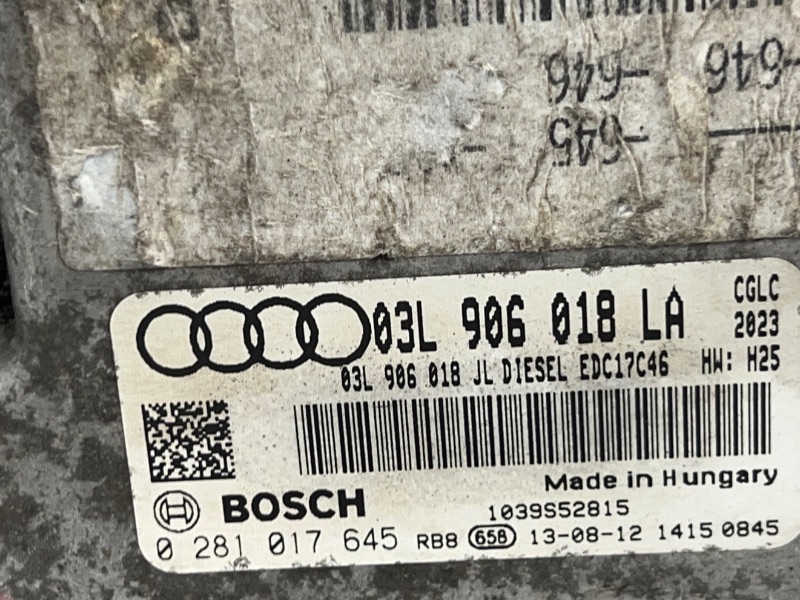 -646 -646
-645
03L 906 018 LA CGLC
2023
03L 906 018 JL DIESEL EDC17C46 HW: H25
Made in Hungary
BOSCH 1039S52815
0 281 017 645 RB8 658 13-08-12 1415 0845